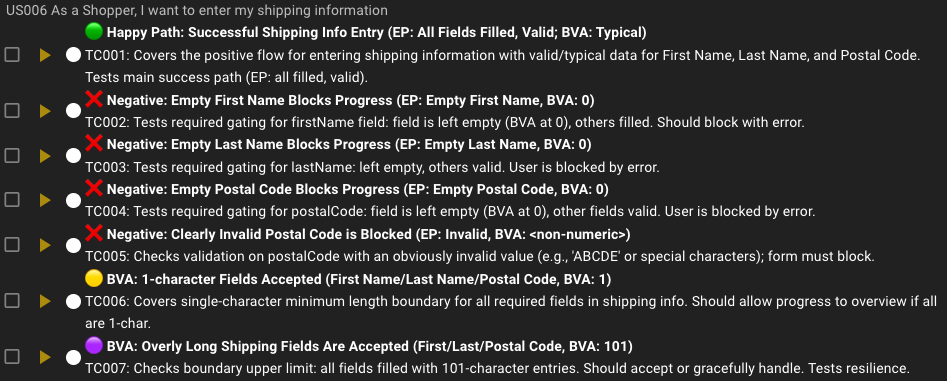 US006 As a Shopper, I want to enter my shipping information
Happy Path: Successful Shipping Info Entry (EP: All Fields Filled, Valid; BVA: Typical)
TC001: Covers the positive flow for entering shipping information with valid/typical data for First Name, Last Name, and Postal Code.
Tests main success path (EP: all filled, valid).
Negative: Empty First Name Blocks Progress (EP: Empty First Name, BVA: 0)
TC002: Tests required gating for firstName field: field is left empty (BVA at 0), others filled. Should block with error.
Negative: Empty Last Name Blocks Progress (EP: Empty Last Name, BVA: 0)
TC003: Tests required gating for lastName: left empty, others valid. User is blocked by error.
Negative: Empty Postal Code Blocks Progress (EP: Empty Postal Code, BVA: 0)
TC004: Tests required gating for postalCode: field is left empty (BVA at 0), other fields valid. User is blocked by error.
Negative: Clearly Invalid Postal Code is Blocked (EP: Invalid, BVA: <non-numeric>)
TC005: Checks validation on postalCode with an obviously invalid value (e.g., 'ABCDE' or special characters); form must block.
BVA: 1-character Fields Accepted (First Name/Last Name/Postal Code, BVA: 1)
TC006: Covers single-character minimum length boundary for all required fields in shipping info. Should allow progress to overview if all
are 1-char.
BVA: Overly Long Shipping Fields Are Accepted (First/Last/Postal Code, BVA: 101)
TC007: Checks boundary upper limit: all fields filled with 101-character entries. Should accept or gracefully handle. Tests resilience.